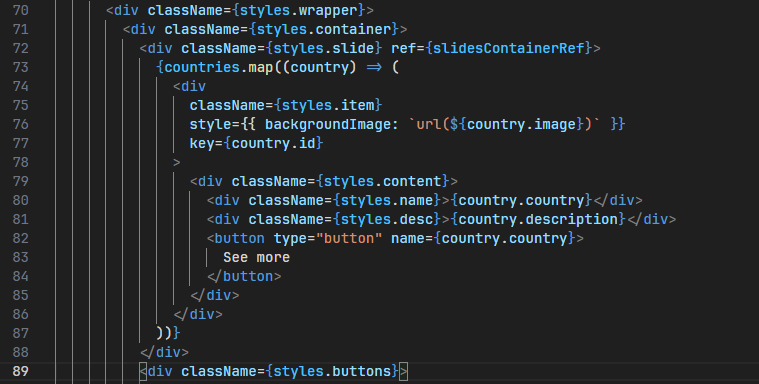 70 <div className={styles.wrapper}>
71 <div className={styles.container}>
72 <div className={styles.slide} ref={slidesContainerRef}>
73 {countries.map((country) => (
74 <div
75 className={styles.item}
76 style={{ backgroundImage: `url(${country.image})` }}
77 key={country.id}
78 >
79 <div className={styles.content}>
80 <div className={styles.name}>{country.country}</div>
81 <div className={styles.desc}>{country.description}</div>
82 <button type="button" name={country.country}>
83 See more
84 </button>
85 </div>
86 </div>
87 ))}
88 </div>
89 <div className={styles.buttons}>